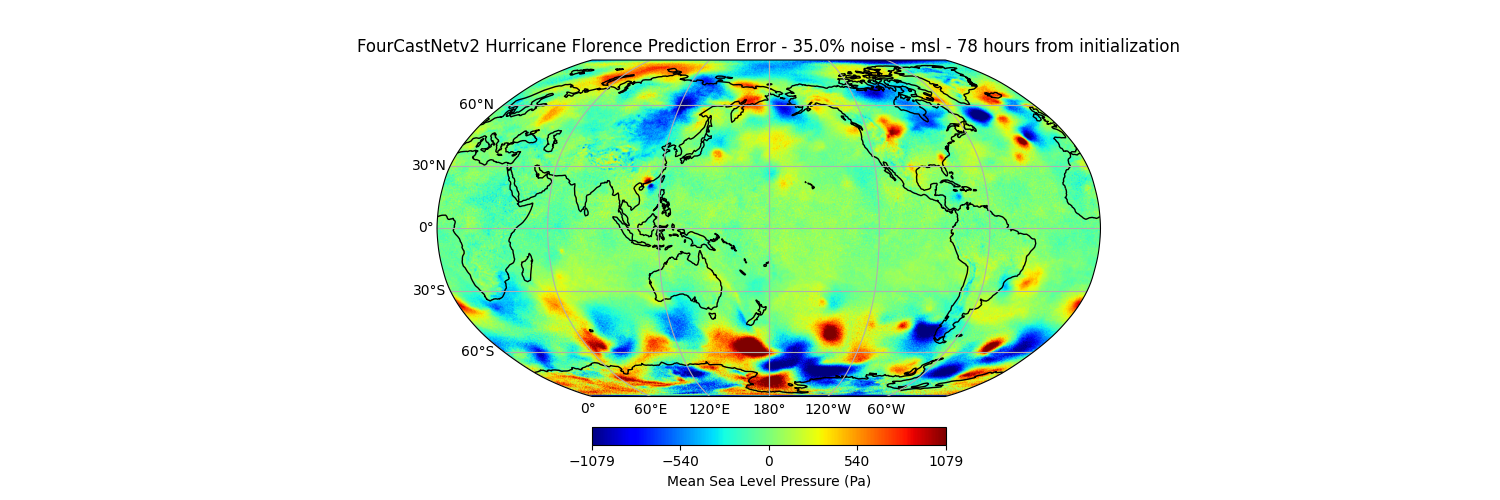 FourCastNetv2 Hurricane Florence Prediction Error - 35.0% noise - msl - 78 hours from initialization
60°N
30°N
0°
30°S
60°S
0° 60°E 120°E 180° 120°W 60°W
−1079 −540 0 540 1079
Mean Sea Level Pressure (Pa)